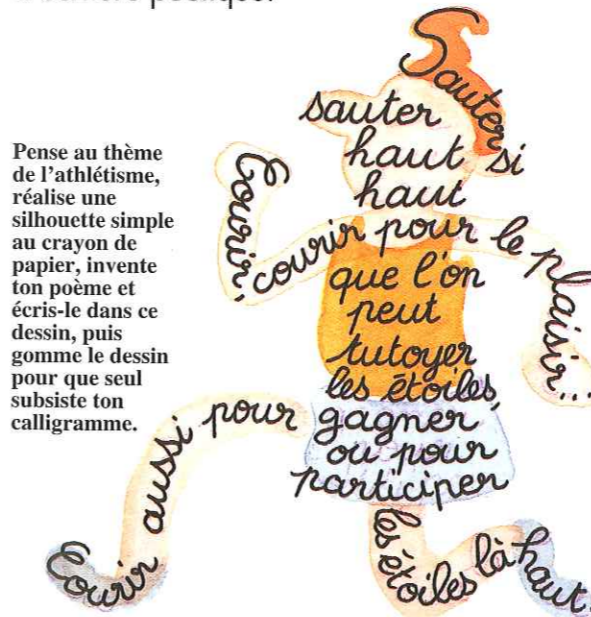 Pense au thème
de l'athlétisme,
réalise une
silhouette simple
au crayon de
papier, invente
ton poème et
écris-le dans ce
dessin, puis
gomme le dessin
pour que seul
subsiste ton
calligramme.
Sauter
sauter
haut si
haut
Courir, courir pour le plaisir...
que l'on
peut
tutoyer
les étoiles,
Courir aussi pour gagner
ou pour
participer
les étoiles là haut.